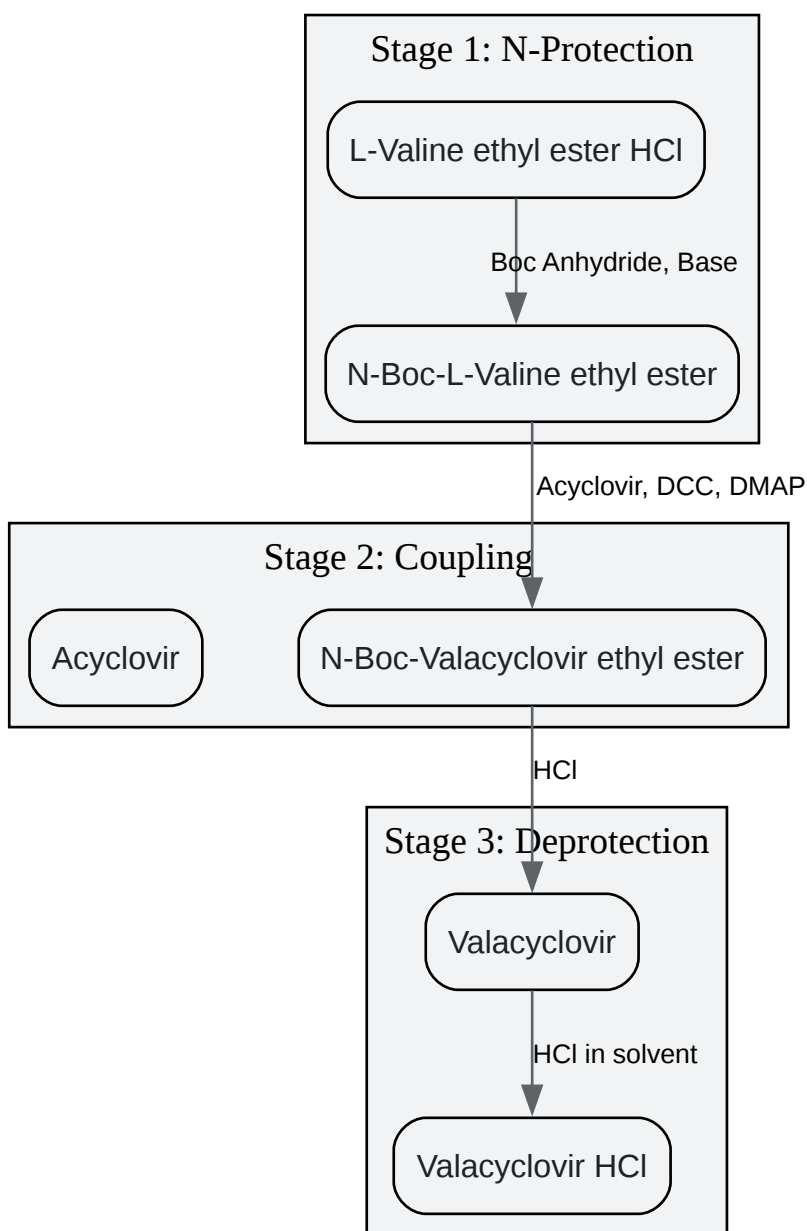 Stage 1: N-Protection
L-Valine ethyl ester HCl
Boc Anhydride, Base
N-Boc-L-Valine ethyl ester
Acyclovir, DCC, DMAP
Stage 2: Coupling
Acyclovir
N-Boc-Valacyclovir ethyl ester
HCl
Stage 3: Deprotection
Valacyclovir
HCl in solvent
Valacyclovir HCl